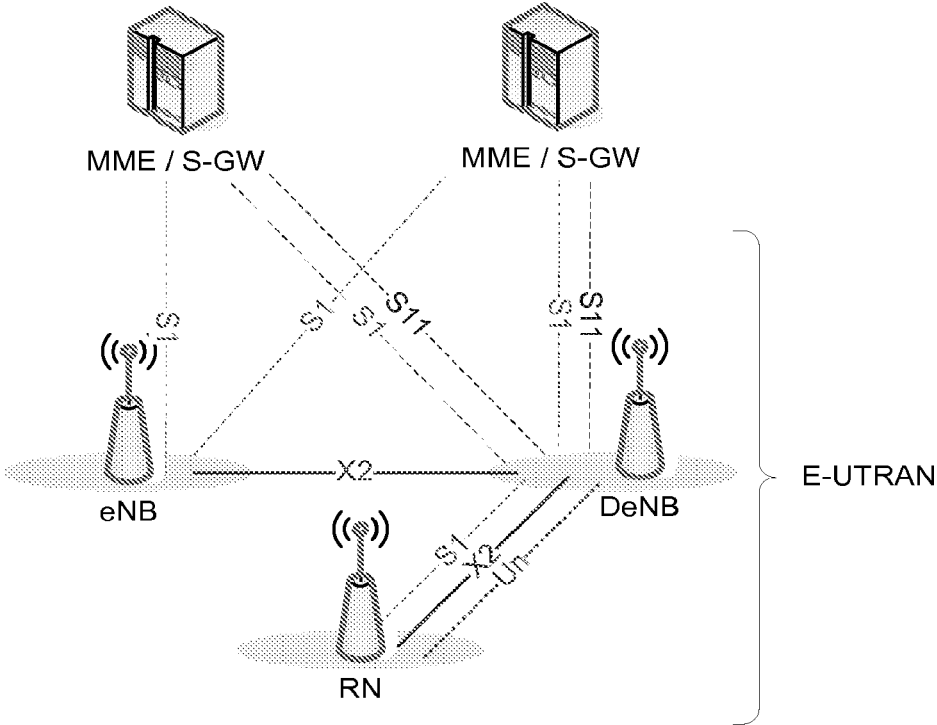 MME / S-GW
MME / S-GW
S1
S1
S1
S11
S1
S11
X2
eNB
DeNB
E-UTRAN
S1
X2
Un
RN